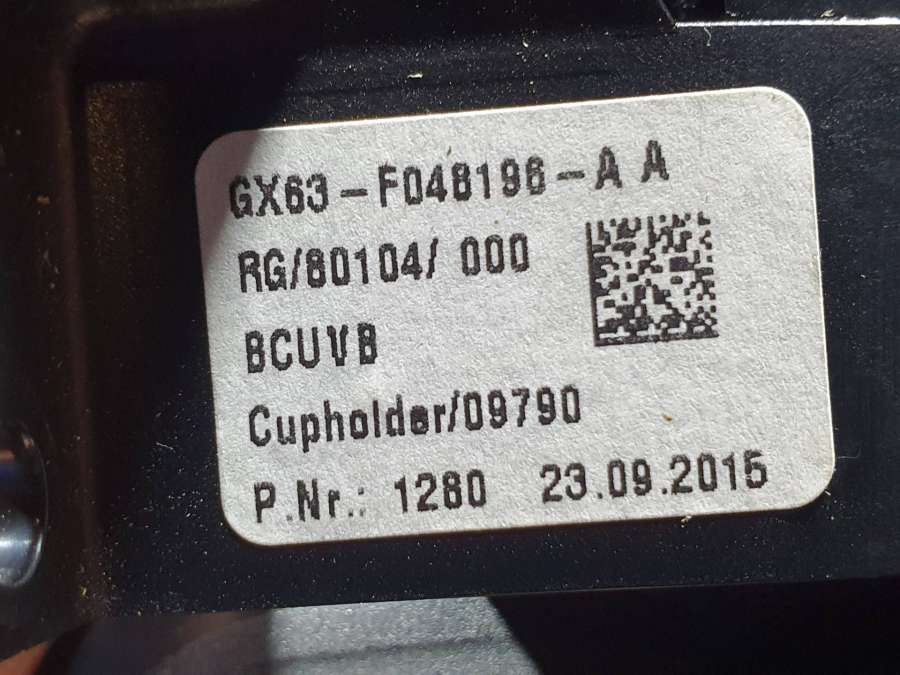 GX63-F048196-A A
RG/80104/ 000
BCUVB
Cupholder/09790
P.Nr.: 1280 23.09.2015